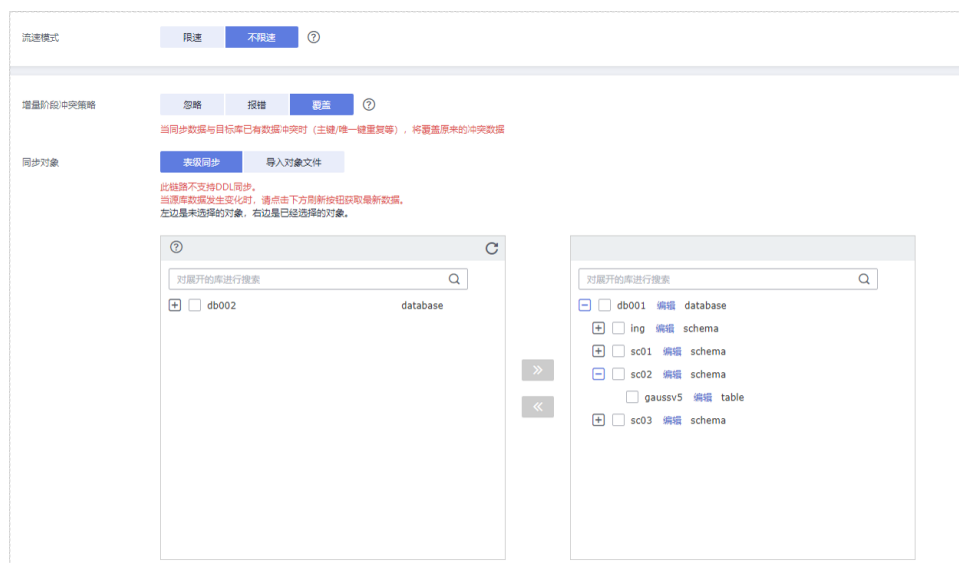 流速模式 限速 不限速
增量阶段冲突策略 忽略 报错 覆盖
当同步数据与目标库已有数据冲突时（主键/唯一键重复等），将覆盖原来的冲突数据
同步对象 表级同步 导入对象文件
此链路不支持DDL同步。
当源库数据发生变化时，请点击下方刷新按钮获取最新数据。
左边是未选择的对象，右边是已经选择的对象。
对展开的库进行搜索
db002 database
对展开的库进行搜索
db001 编辑 database
ing 编辑 schema
sc01 编辑 schema
sc02 编辑 schema
gaussv5 编辑 table
sc03 编辑 schema